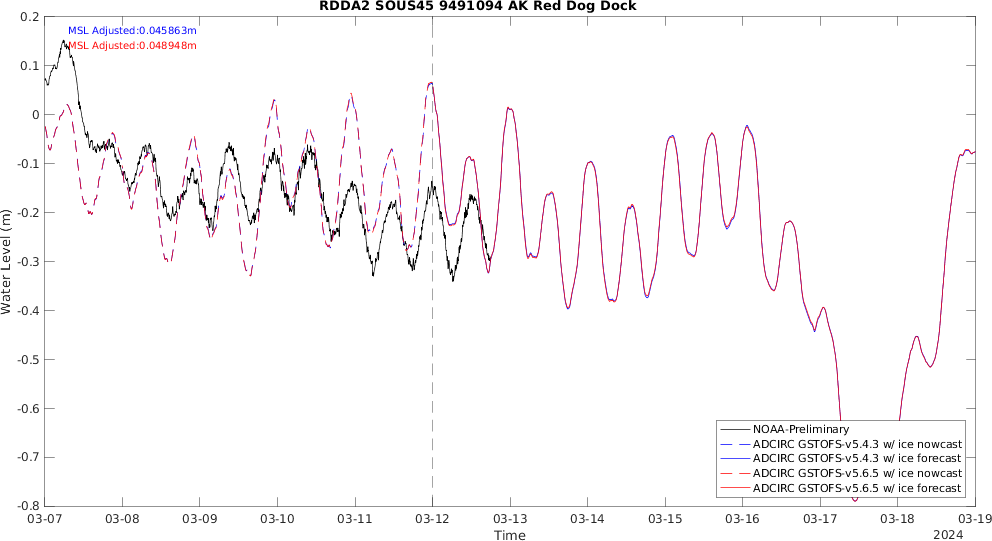 RDDA2 SOUS45 9491094 AK Red Dog Dock
MSL Adjusted:0.045863m
MSL Adjusted:0.048948m
Water Level (m)
0.2
0.1
0
-0.1
-0.2
-0.3
-0.4
-0.5
-0.6
-0.7
-0.8
NOAA-Preliminary
ADCIRC GSTOFS-v5.4.3 w/ ice nowcast
ADCIRC GSTOFS-v5.4.3 w/ ice forecast
ADCIRC GSTOFS-v5.6.5 w/ ice nowcast
ADCIRC GSTOFS-v5.6.5 w/ ice forecast
03-07 03-08 03-09 03-10 03-11 03-12 03-13 03-14 03-15 03-16 03-17 03-18 03-19
Time
2024